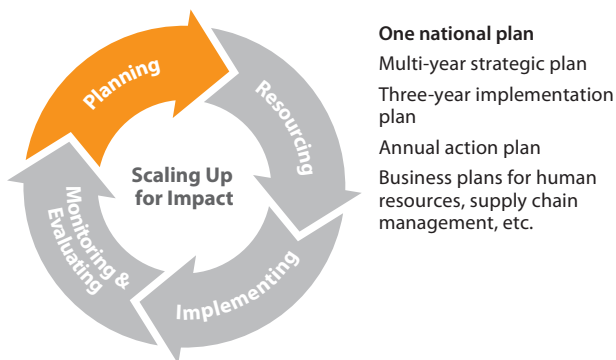 Planning
Resourcing
Implementing
Monitoring &
Evaluating
Scaling Up
for Impact
One national plan
Multi-year strategic plan
Three-year implementation
plan
Annual action plan
Business plans for human
resources, supply chain
management, etc.